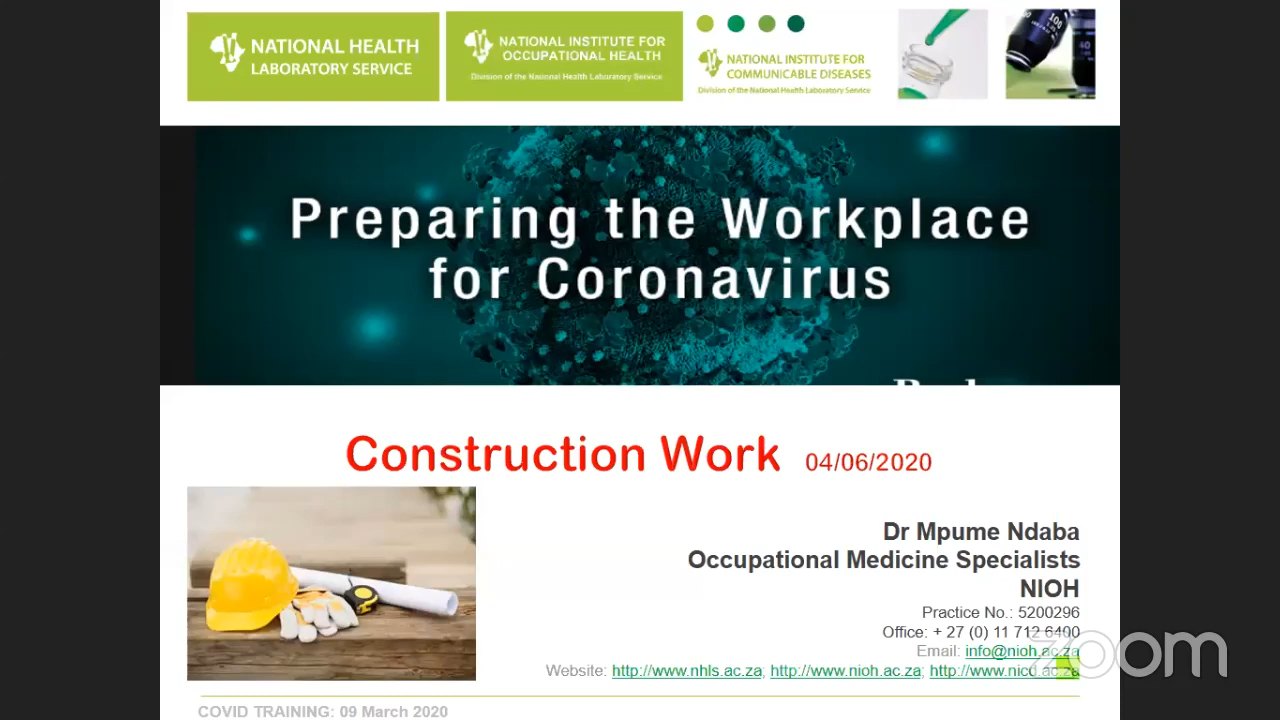 NATIONAL HEALTH
LABORATORY SERVICE
NATIONAL INSTITUTE FOR
OCCUPATIONAL HEALTH
Division of the National Health Laboratory Service
NATIONAL INSTITUTE FOR
COMMUNICABLE DISEASES
Division of the National Health Laboratory Service
100
40
Preparing the Workplace
for Coronavirus
Construction Work 04/06/2020
Dr Mpume Ndaba
Occupational Medicine Specialists
NIOH
Practice No.: 5200296
Office: + 27 (0) 11 712 6400
Email: info@nioh.ac.za
Website: http://www.nhls.ac.za; http://www.nioh.ac.za; http://www.nicd.ac.za
zoom
COVID TRAINING: 09 March 2020